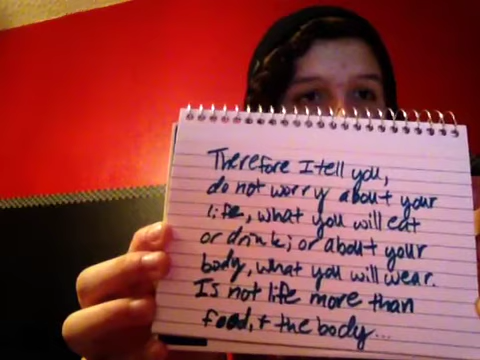 Therefore I tell you,
do not worry about your
life, what you will eat
or drink; or about your
body, what you will wear.
Is not life more than
food, + the body...